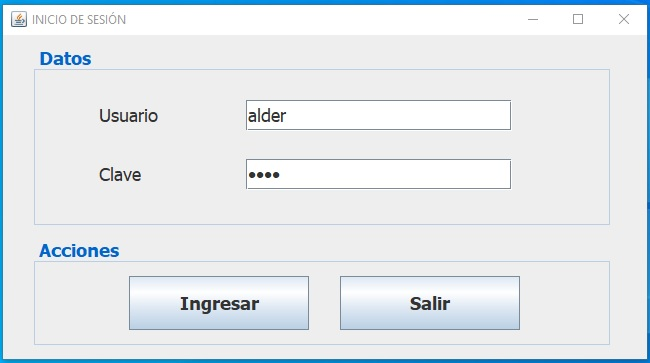 INICIO DE SESIÓN
Datos
Usuario alder
Clave ••••
Acciones
Ingresar Salir